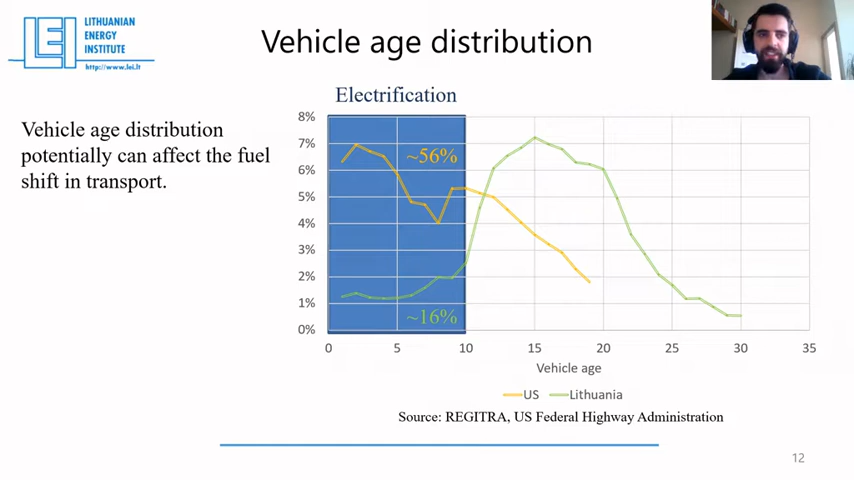 LITHUANIAN
ENERGY
INSTITUTE
LEI
http://www.lei.lt
Vehicle age distribution
Vehicle age distribution
potentially can affect the fuel
shift in transport.
Electrification
8%
7%
6%
5%
4%
3%
2%
1%
0%
~56%
~16%
0 5 10 15 20 25 30 35
Vehicle age
US Lithuania
Source: REGITRA, US Federal Highway Administration
12